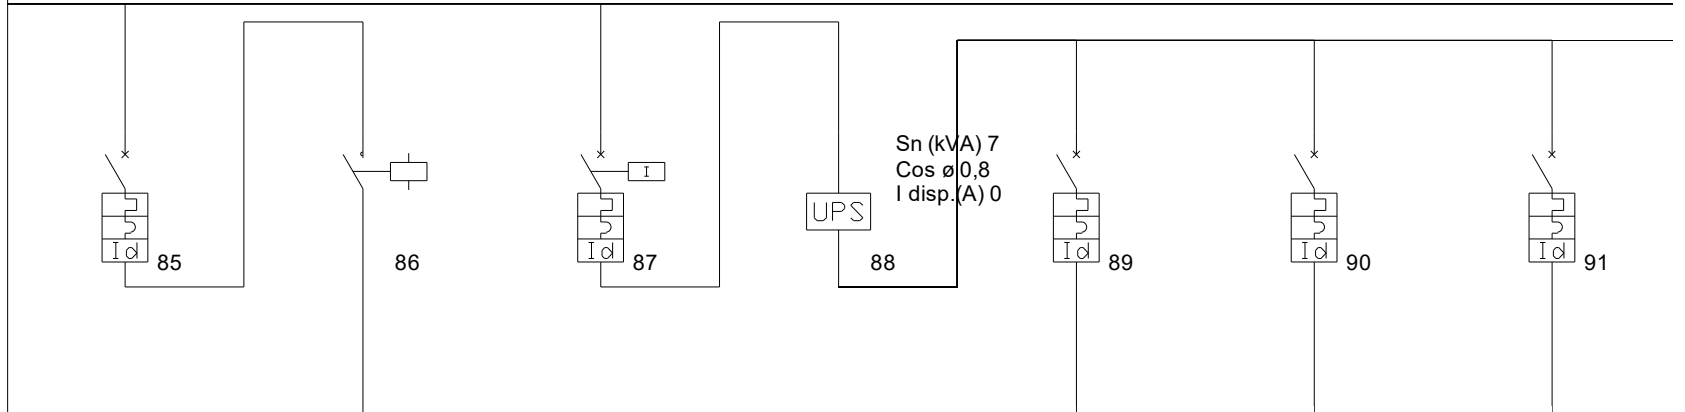 Sn (kVA) 7
Cos ø 0,8
I disp.(A) 0
I
UPS
Id 85
86
Id 87
88
Id 89
Id 90
Id 91